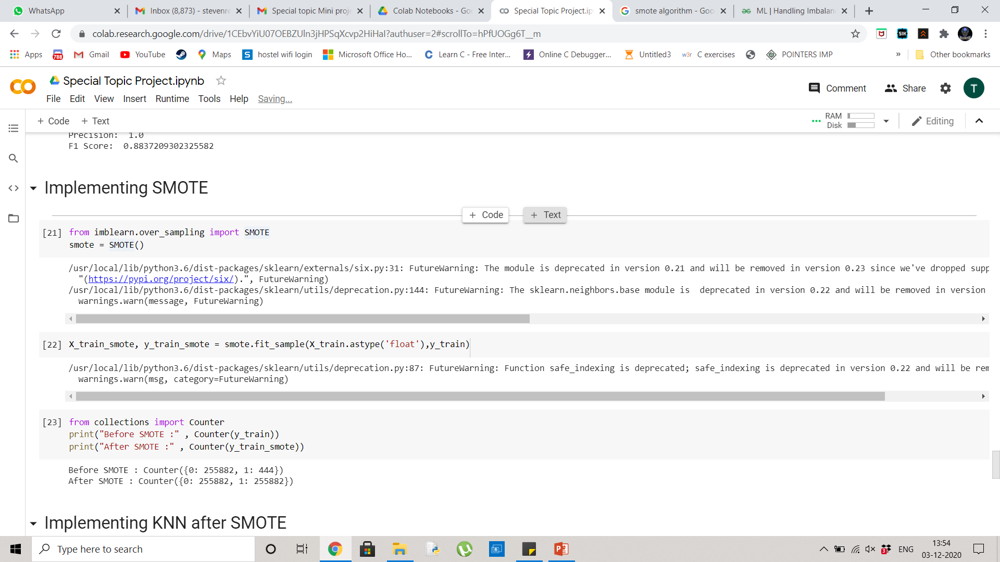 WhatsApp
Inbox (8,873) - stevenre
Special topic Mini proje
Colab Notebooks - Goo
Special Topic Project.ip
smote algorithm - Goo
ML | Handling Imbalan
colab.research.google.com/drive/1CEbvYiU07OEBZUln3jHPSqXcvp2HiHaI?authuser=2#scrollTo=hPfUOGg6T__m
Apps
788
Gmail
YouTube
Maps
S
hostel wifi login
Microsoft Office Ho...
Learn C - Free Inter...
Online C Debugger...
Untitled3
w3r
C exercises
POINTERS IMP
»
Other bookmarks
Special Topic Project.ipynb
Comment
Share
T
File Edit View Insert Runtime Tools Help Saving...
+ Code + Text
RAM
Disk
Editing
Precision: 1.0
F1 Score: 0.8837209302325582
Implementing SMOTE
+ Code + Text
[21] from imblearn.over_sampling import SMOTE
smote = SMOTE()
/usr/local/lib/python3.6/dist-packages/sklearn/externals/six.py:31: FutureWarning: The module is deprecated in version 0.21 and will be removed in version 0.23 since we've dropped supp
"(https://pypi.org/project/six/).", FutureWarning)
/usr/local/lib/python3.6/dist-packages/sklearn/utils/deprecation.py:144: FutureWarning: The sklearn.neighbors.base module is  deprecated in version 0.22 and will be removed in version
warnings.warn(message, FutureWarning)
[22] X_train_smote, y_train_smote = smote.fit_sample(X_train.astype('float'),y_train)
/usr/local/lib/python3.6/dist-packages/sklearn/utils/deprecation.py:87: FutureWarning: Function safe_indexing is deprecated; safe_indexing is deprecated in version 0.22 and will be rem
warnings.warn(msg, category=FutureWarning)
[23] from collections import Counter
print("Before SMOTE :" , Counter(y_train))
print("After SMOTE :" , Counter(y_train_smote))
Before SMOTE : Counter({0: 255882, 1: 444})
After SMOTE : Counter({0: 255882, 1: 255882})
Implementing KNN after SMOTE
Type here to search
ENG
13:54
03-12-2020